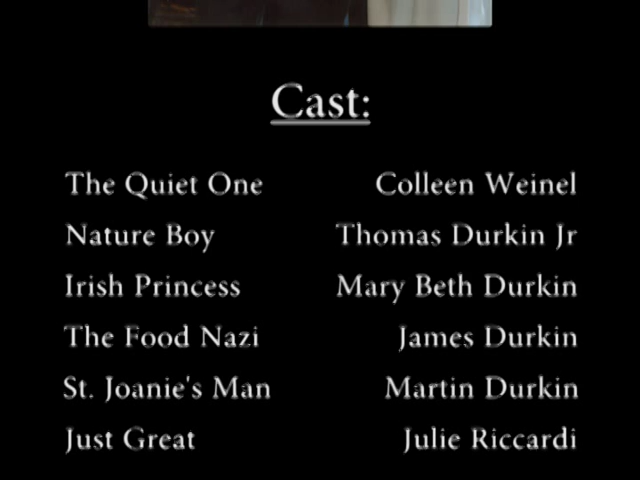 Cast:
The Quiet One Colleen Weinel
Nature Boy Thomas Durkin Jr
Irish Princess Mary Beth Durkin
The Food Nazi James Durkin
St. Joanie's Man Martin Durkin
Just Great Julie Riccardi